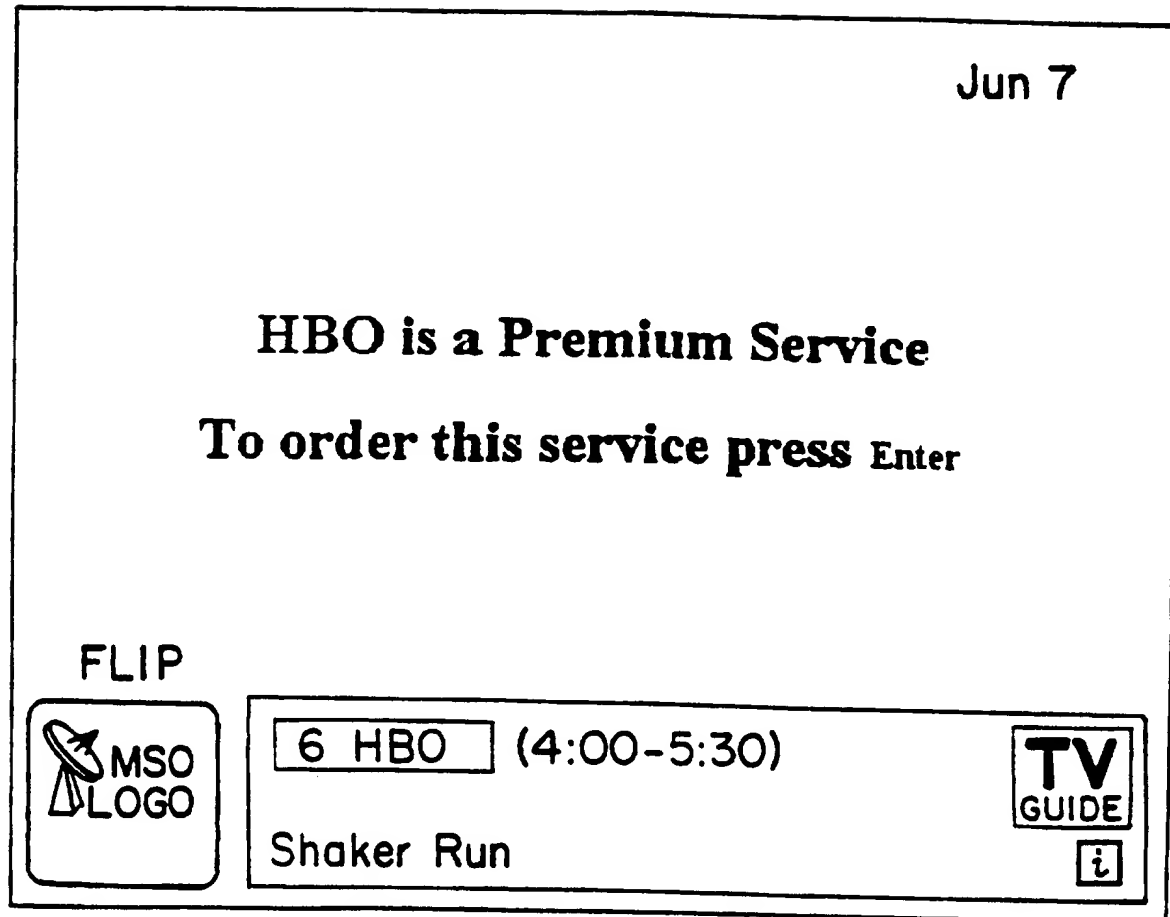 Jun 7
HBO is a Premium Service
To order this service press Enter
FLIP
MSO
LOGO
6 HBO (4:00-5:30)
TV
GUIDE
Shaker Run
i